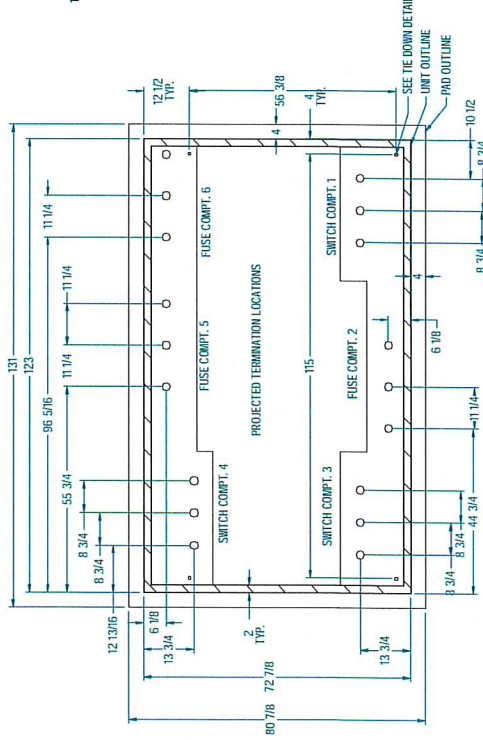 131
123
96 5/16
11 1/4
11 1/4
11 1/4
55 3/4
8 3/4
8 3/4
12 13/16
12 1/2
TYP.
56 3/8
4
4
TYP.
SEE TIE DOWN DETAIL
UNIT OUTLINE
PAD OUTLINE
10 1/2
8 3/4
8 3/4
4
6 1/8
FUSE COMPT. 6
FUSE COMPT. 5
SWITCH COMPT. 4
PROJECTED TERMINATION LOCATIONS
115
SWITCH COMPT. 1
FUSE COMPT. 2
SWITCH COMPT. 3
6 1/8
13 3/4
2
TYP.
13 3/4
72 7/8
80 7/8
8 3/4
8 3/4
44 3/4
11 1/4